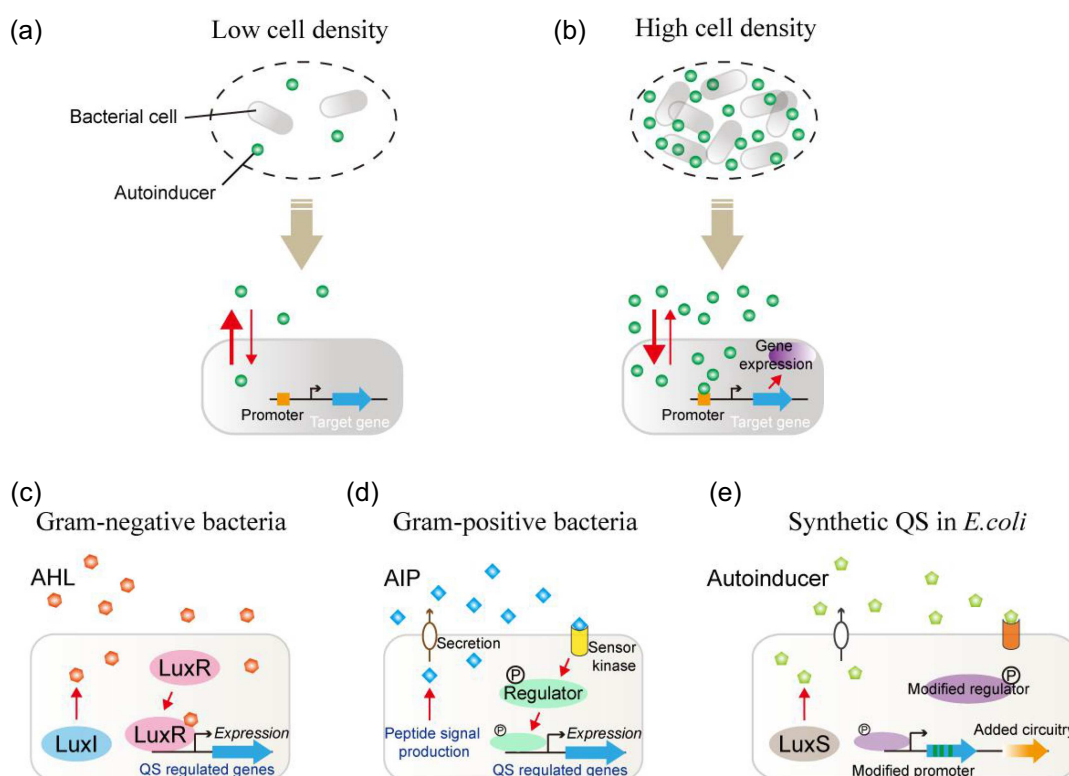 (a)
Low cell density
Bacterial cell
Autoinducer
Promoter
Target gene
(b)
High cell density
Gene
expression
Promoter
Target gene
(c)
Gram-negative bacteria
AHL
LuxR
LuxR
LuxI
Expression
QS regulated genes
(d)
Gram-positive bacteria
AIP
Secretion
Sensor
kinase
P
Regulator
Peptide signal
production
P
Expression
QS regulated genes
(e)
Synthetic QS in E.coli
Autoinducer
P
Modified regulator
LuxS
P
Added circuitry
Modified promoter